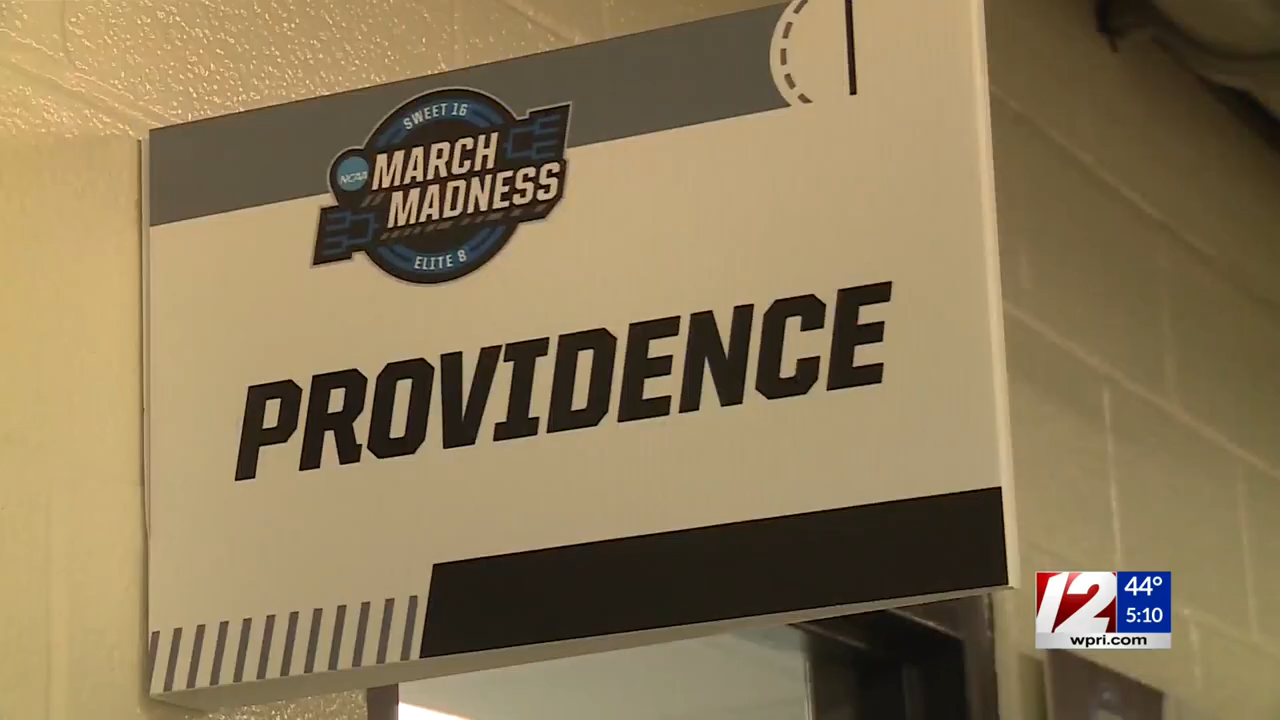 SWEET 16
NCAA
MARCH
MADNESS
ELITE 8
PROVIDENCE
12
44°
5:10
wpri.com